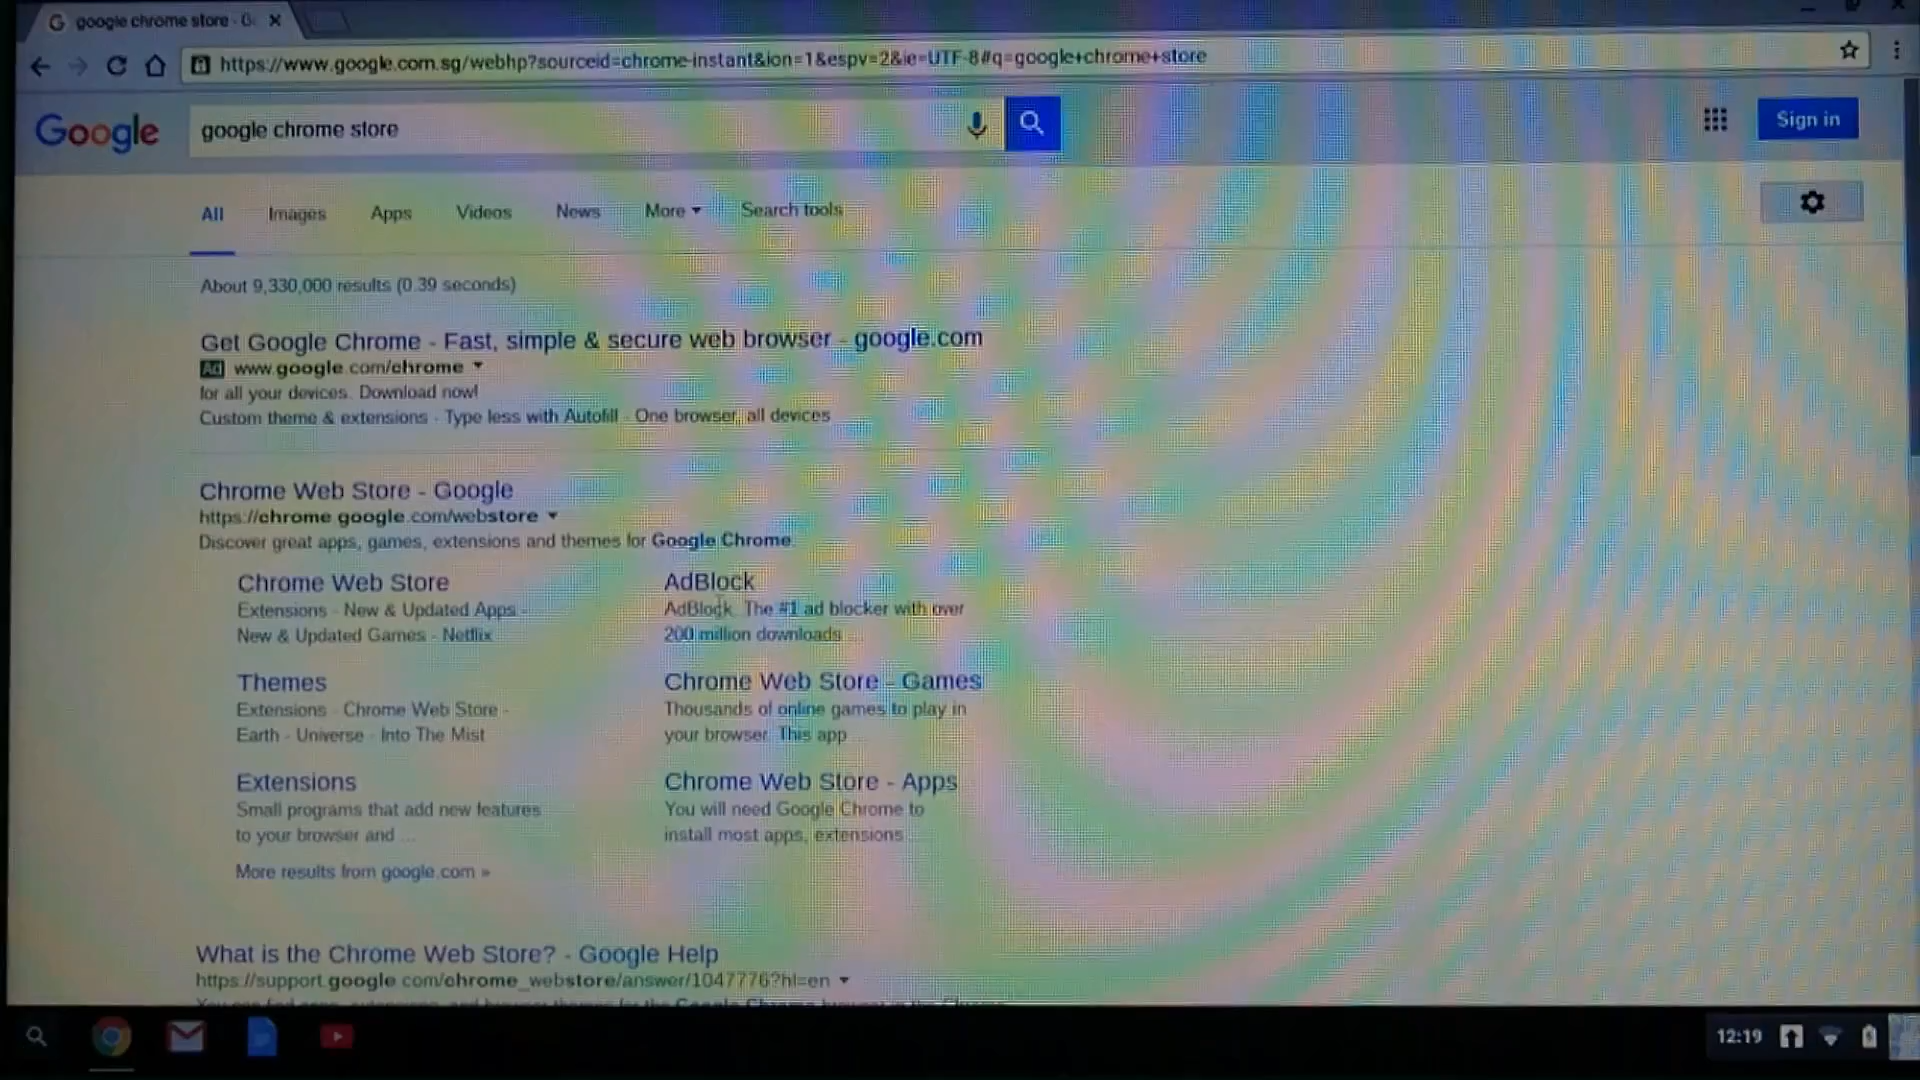 google chrome store - G
https://www.google.com.sg/webhp?sourceid=chrome-instant&ion=1&espv=2&ie=UTF-8#q=google+chrome+store
Google
google chrome store
Sign in
All Images Apps Videos News More Search tools
About 9,330,000 results (0.39 seconds)
Get Google Chrome - Fast, simple & secure web browser - google.com
Ad www.google.com/chrome
for all your devices. Download now!
Custom theme & extensions - Type less with Autofill - One browser, all devices
Chrome Web Store - Google
https://chrome.google.com/webstore
Discover great apps, games, extensions and themes for Google Chrome.
Chrome Web Store
Extensions - New & Updated Apps -
New & Updated Games - Netflix
AdBlock
AdBlock. The #1 ad blocker with over
200 million downloads ...
Themes
Extensions - Chrome Web Store -
Earth - Universe - Into The Mist
Chrome Web Store - Games
Thousands of online games to play in
your browser. This app ...
Extensions
Small programs that add new features
to your browser and ...
Chrome Web Store - Apps
You will need Google Chrome to
install most apps, extensions ...
More results from google.com »
What is the Chrome Web Store? - Google Help
https://support.google.com/chrome_webstore/answer/1047776?hl=en
12:19